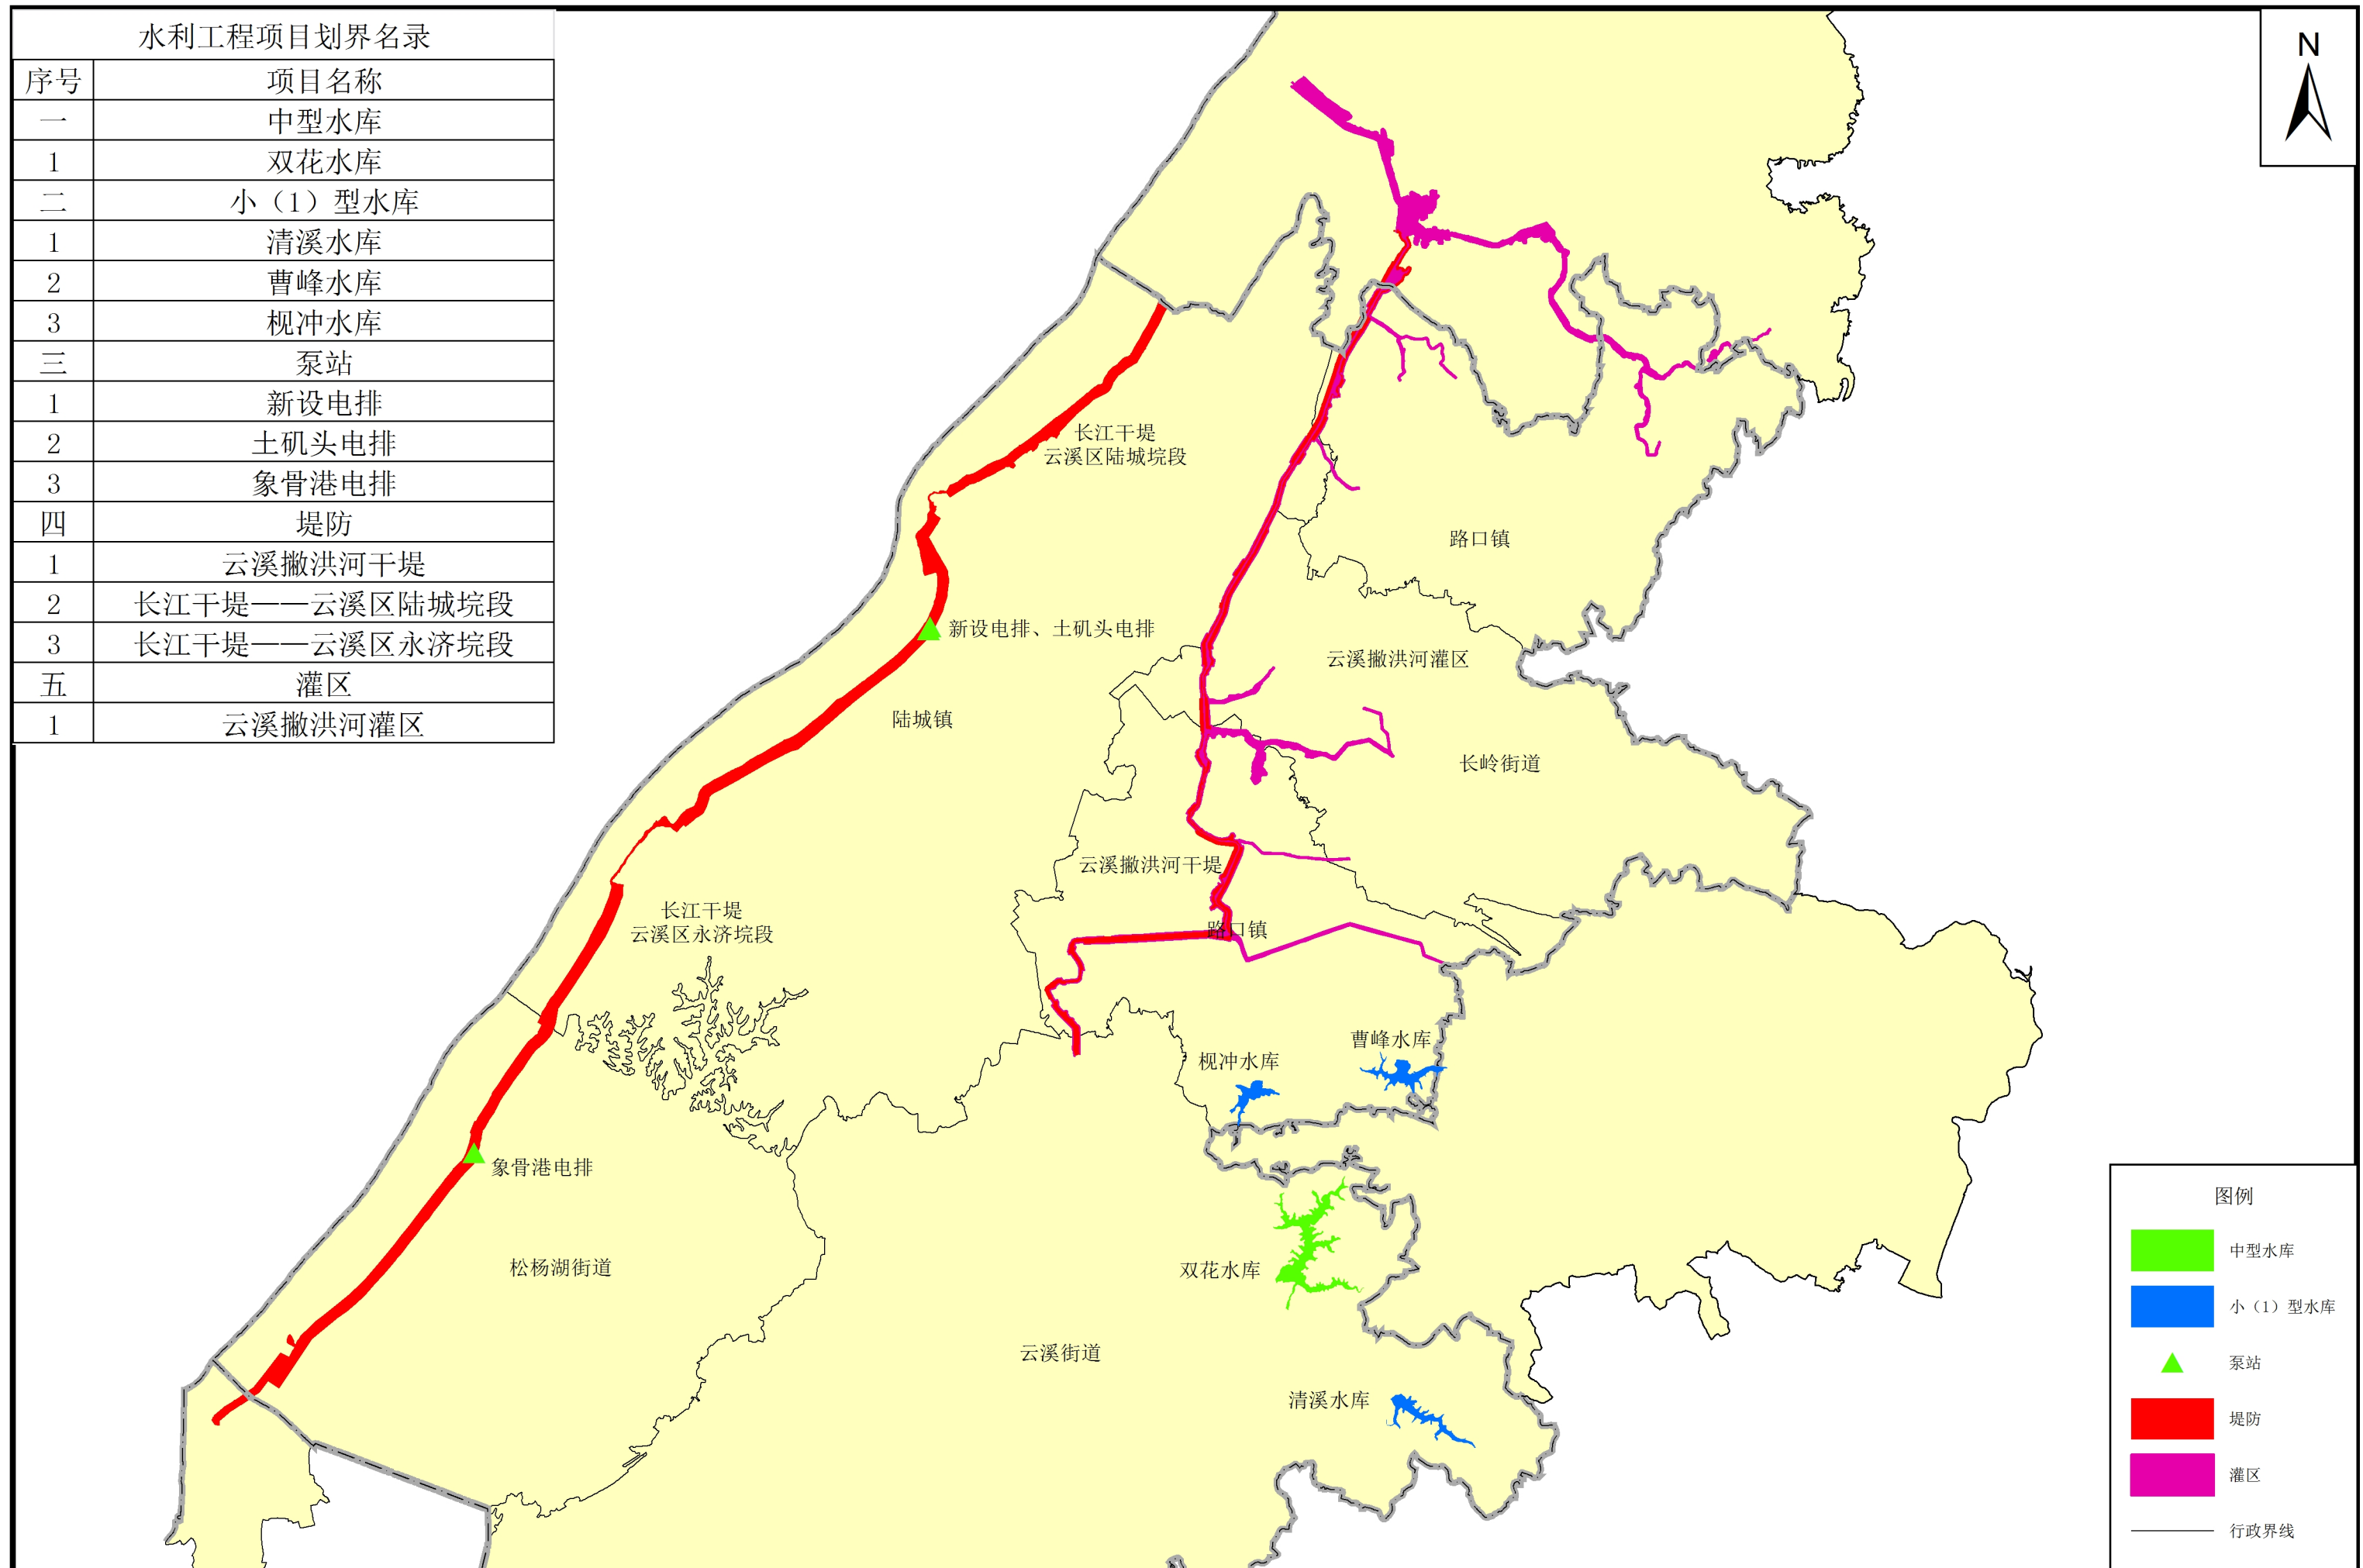 水利工程项目划界名录
序号 项目名称
一 中型水库
1 双花水库
二 小（1）型水库
1 清溪水库
2 曹峰水库
3 枧冲水库
三 泵站
1 新设电排
2 土矶头电排
3 象骨港电排
四 堤防
1 云溪撇洪河干堤
2 长江干堤——云溪区陆城垸段
3 长江干堤——云溪区永济垸段
五 灌区
1 云溪撇洪河灌区
N
长江干堤
云溪区陆城垸段
路口镇
新设电排、土矶头电排
云溪撇洪河灌区
陆城镇
长岭街道
云溪撇洪河干堤
长江干堤
云溪区永济垸段
路口镇
曹峰水库
枧冲水库
象骨港电排
松杨湖街道
双花水库
云溪街道
清溪水库
图例
中型水库
小（1）型水库
泵站
堤防
灌区
行政界线